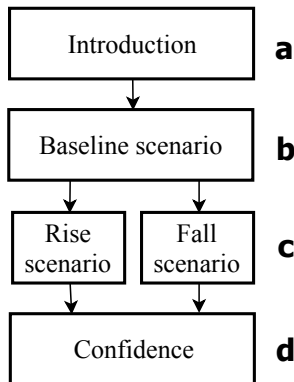 Introduction a
Baseline scenario b
Rise Fall
scenario scenario c
Confidence d